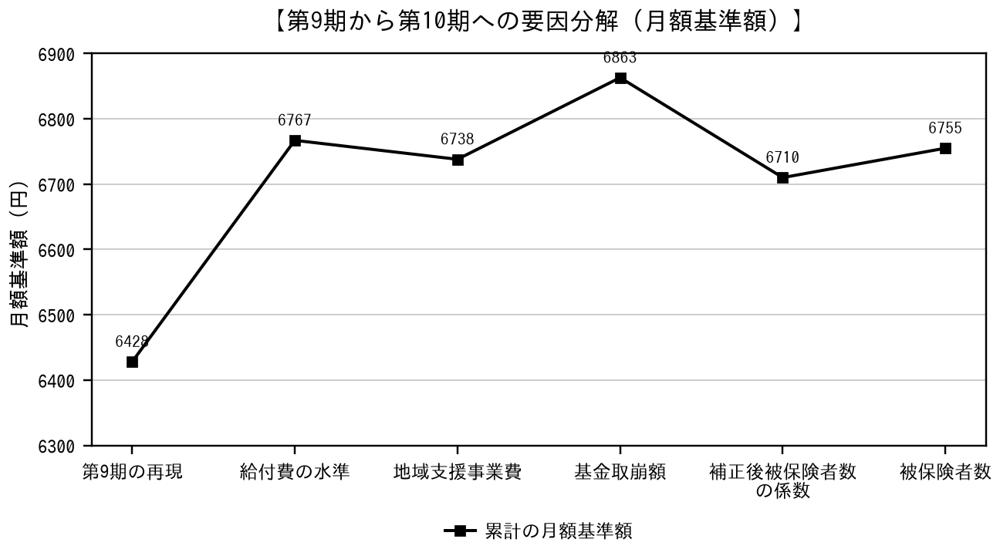 【第9期から第10期への要因分解（月額基準額）】
月額基準額（円）
6900
6800
6700
6600
6500
6400
6300
6428
6767
6738
6863
6710
6755
第9期の再現
給付費の水準
地域支援事業費
基金取崩額
補正後被保険者数
の係数
被保険者数
累計の月額基準額